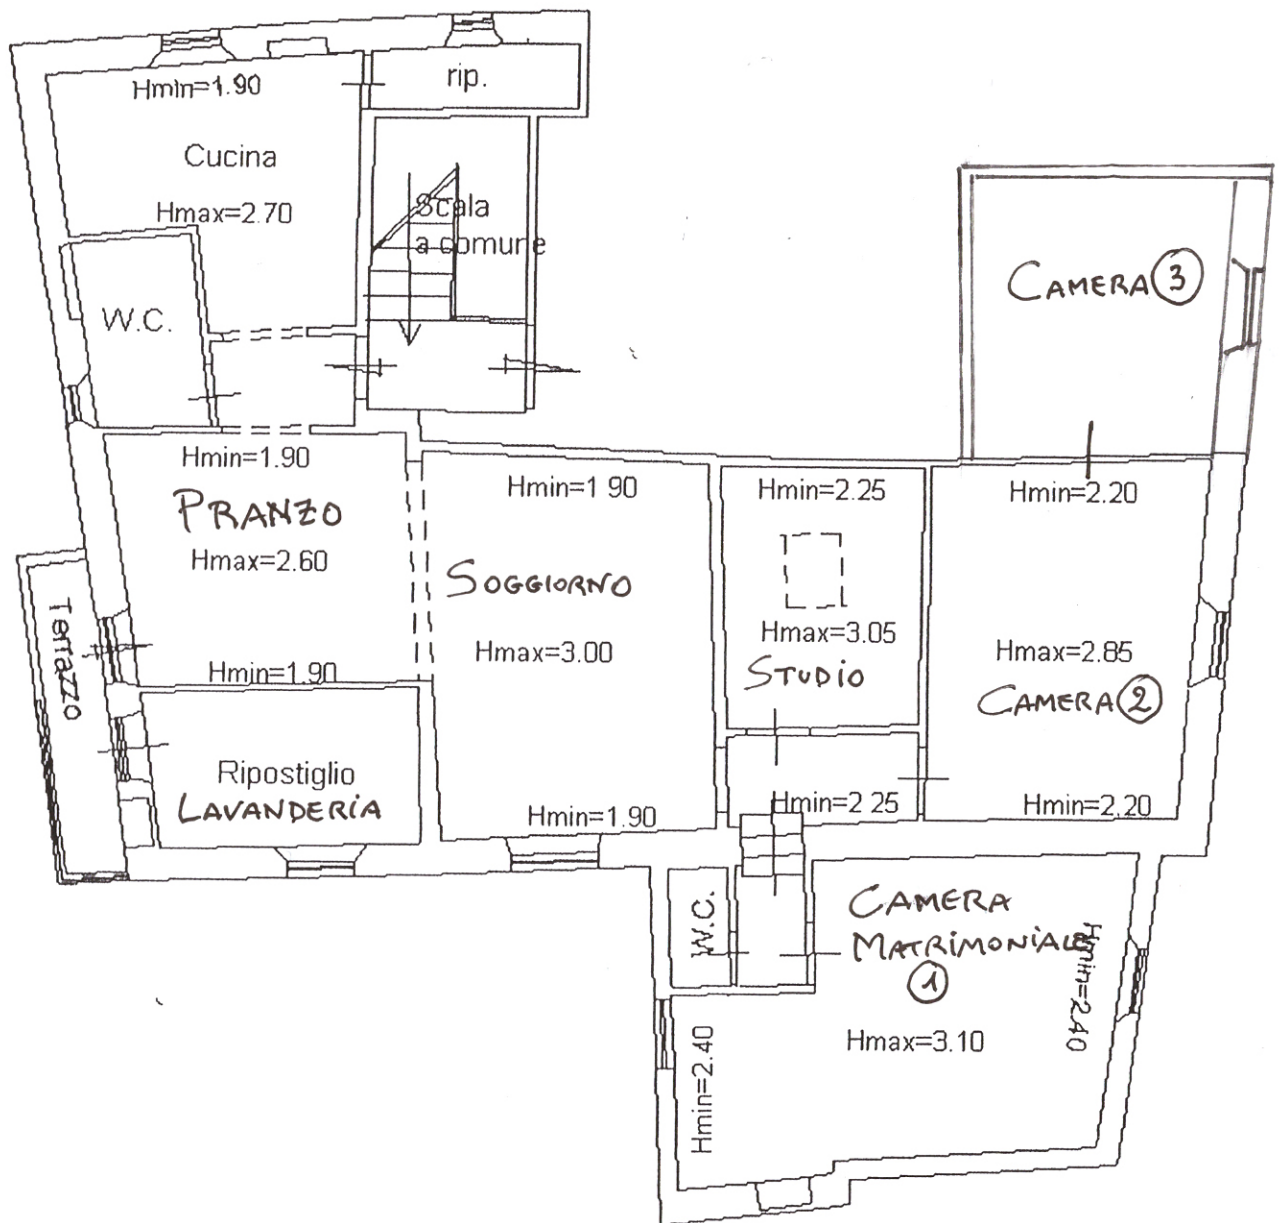 Hmin=1.90
rip.
Cucina
Hmax=2.70
Scala
a comune
W.C.
CAMERA 3
Hmin=1.90
PRANZO
Hmax=2.60
Hmin=1.90
Hmin=1 90
SOGGIORNO
Hmax=3.00
Hmin=1.90
Hmin=2.25
Hmax=3.05
STUDIO
Hmin=2 25
Hmin=2.20
Hmax=2.85
CAMERA 2
Hmin=2.20
Terrazzo
Ripostiglio
LAVANDERIA
W.C.
CAMERA
MATRIMONIALE
1
Hmin=2.40
Hmax=3.10
Hmin=2.40